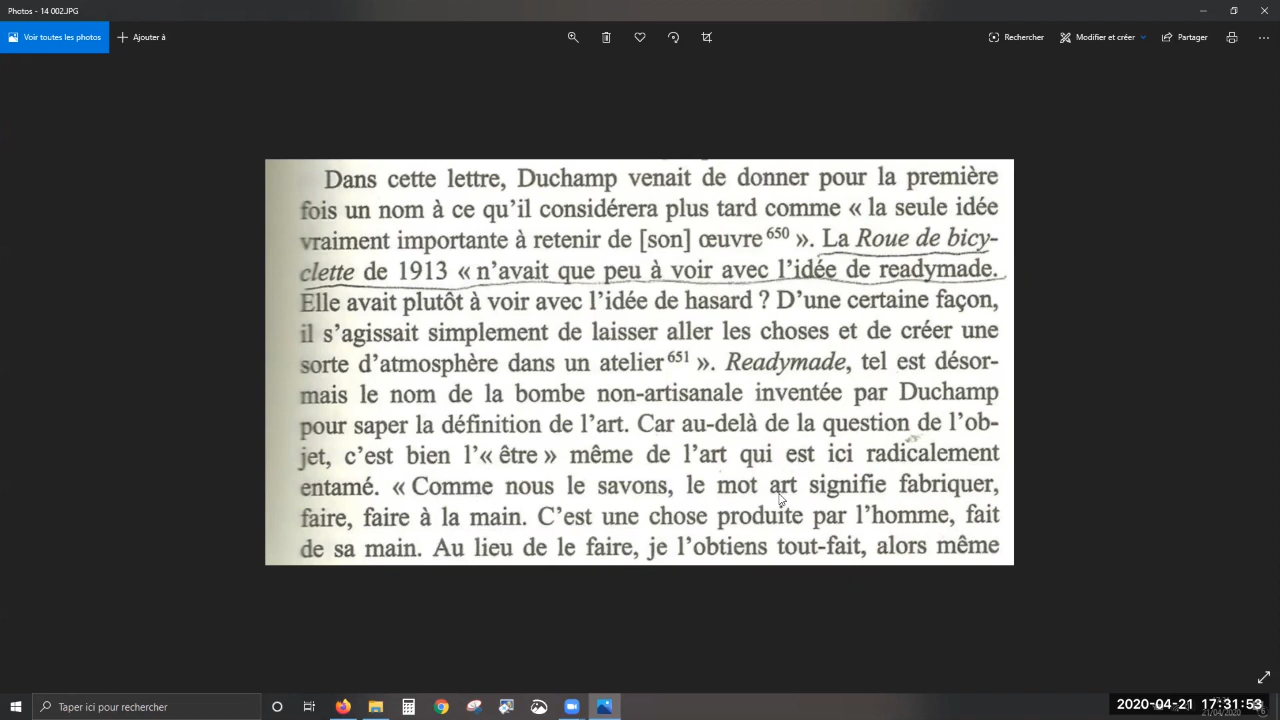 Photos - 14 002.JPG
Voir toutes les photos
Ajouter à
Rechercher
Modifier et créer
Partager
Dans cette lettre, Duchamp venait de donner pour la première
fois un nom à ce qu’il considérera plus tard comme « la seule idée
vraiment importante à retenir de [son] œuvre 650 ». La Roue de bicy-
clette de 1913 « n’avait que peu à voir avec l’idée de readymade.
Elle avait plutôt à voir avec l’idée de hasard ? D’une certaine façon,
il s’agissait simplement de laisser aller les choses et de créer une
sorte d’atmosphère dans un atelier 651 ». Readymade, tel est désor-
mais le nom de la bombe non-artisanale inventée par Duchamp
pour saper la définition de l’art. Car au-delà de la question de l’ob-
jet, c’est bien l’« être » même de l’art qui est ici radicalement
entamé. « Comme nous le savons, le mot art signifie fabriquer,
faire, faire à la main. C’est une chose produite par l’homme, fait
de sa main. Au lieu de le faire, je l’obtiens tout-fait, alors même
Taper ici pour rechercher
2020-04-21 17:31:53
21/04/2020